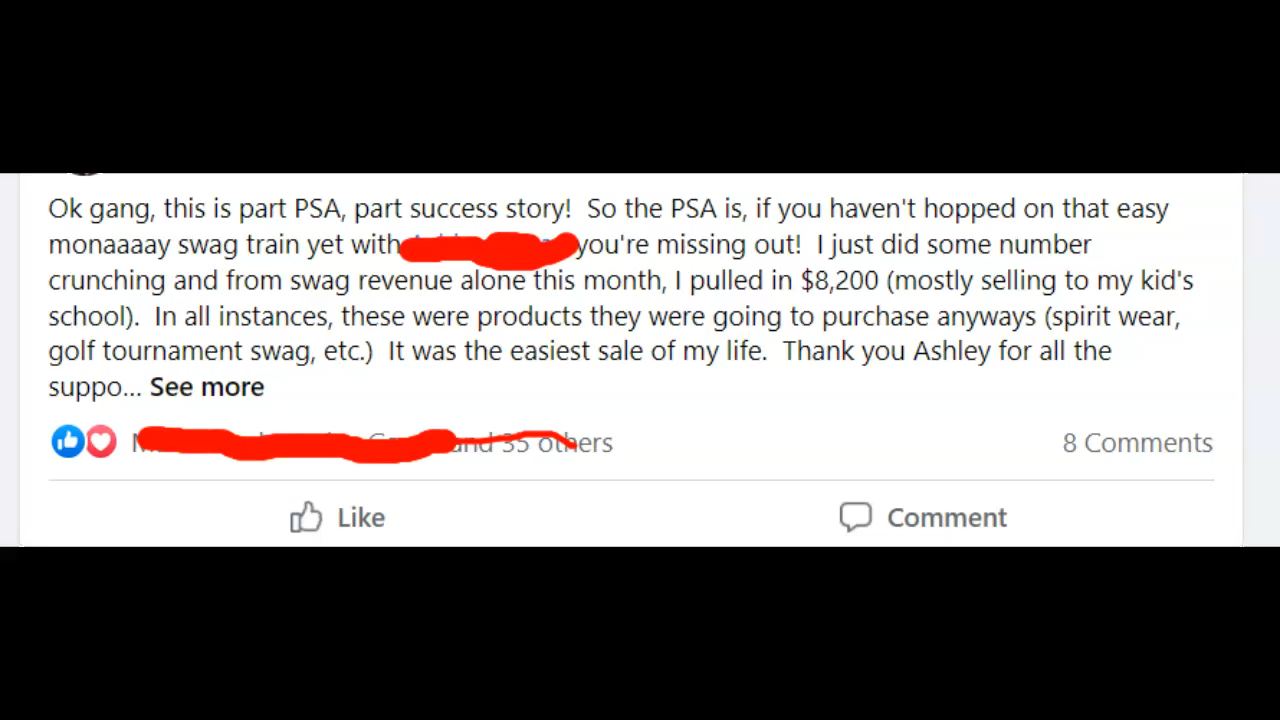 Ok gang, this is part PSA, part success story! So the PSA is, if you haven't hopped on that easy
monaaaay swag train yet with you're missing out! I just did some number
crunching and from swag revenue alone this month, I pulled in $8,200 (mostly selling to my kid's
school). In all instances, these were products they were going to purchase anyways (spirit wear,
golf tournament swag, etc.) It was the easiest sale of my life. Thank you Ashley for all the
suppo... See more
and 35 others
8 Comments
Like
Comment